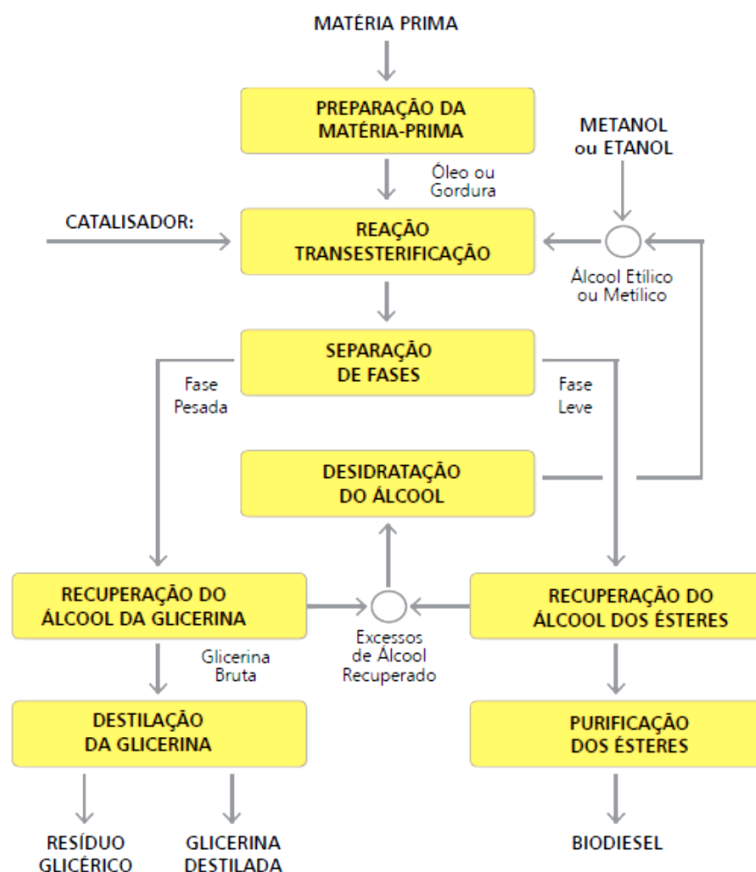 MATÉRIA PRIMA
PREPARAÇÃO DA
MATÉRIA-PRIMA
METANOL
ou ETANOL
Óleo ou
Gordura
CATALISADOR:
REAÇÃO
TRANSESTERIFICAÇÃO
Álcool Etílico
ou Metílico
SEPARAÇÃO
DE FASES
Fase
Pesada
Fase
Leve
DESIDRATAÇÃO
DO ÁLCOOL
RECUPERAÇÃO DO
ÁLCOOL DA GLICERINA
RECUPERAÇÃO DO
ÁLCOOL DOS ÉSTERES
Excessos
de Álcool
Recuperado
Glicerina
Bruta
DESTILAÇÃO
DA GLICERINA
PURIFICAÇÃO
DOS ÉSTERES
RESÍDUO
GLICÉRICO
GLICERINA
DESTILADA
BIODIESEL